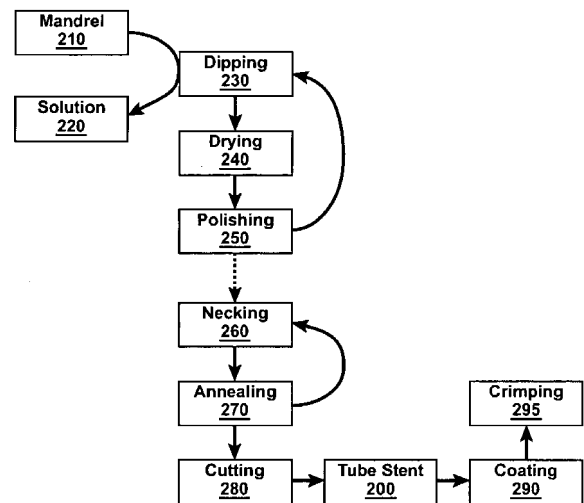 Mandrel
210
Dipping
230
Solution
220
Drying
240
Polishing
250
Necking
260
Annealing
270
Crimping
295
Cutting
280
Tube Stent
200
Coating
290